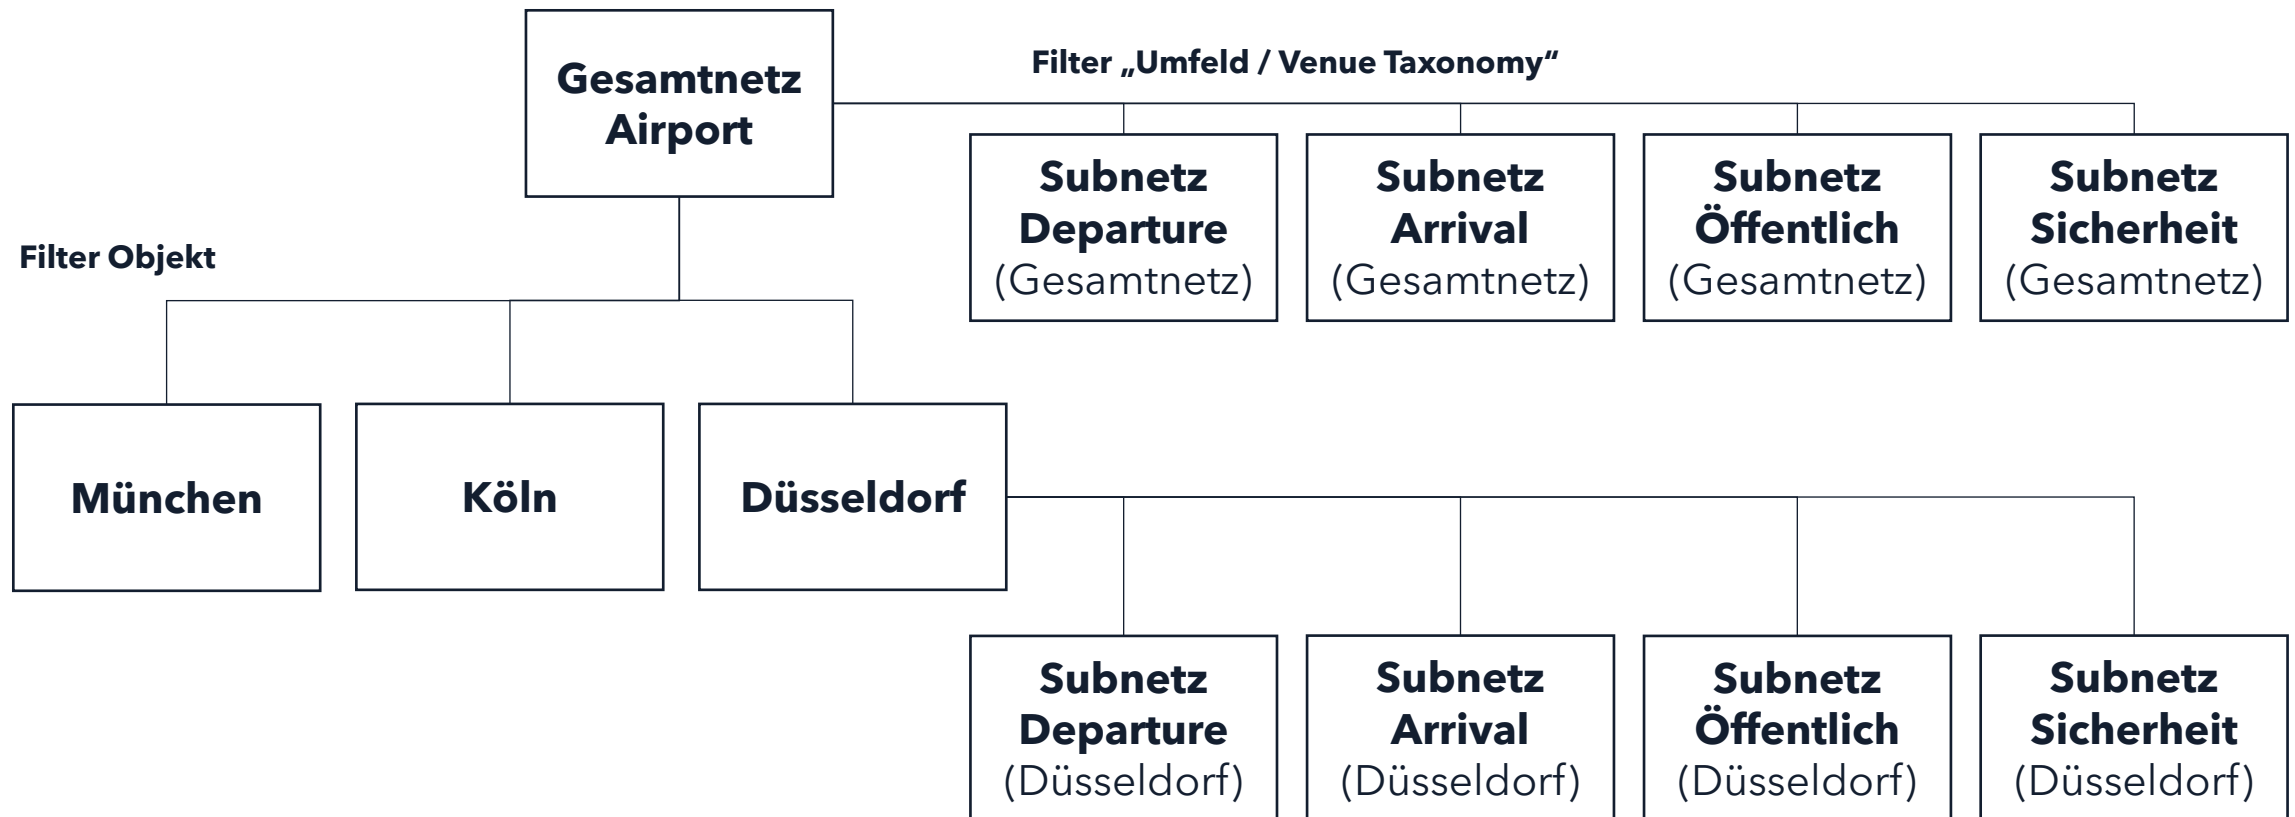 Gesamtnetz
Airport
Filter „Umfeld / Venue Taxonomy“
Subnetz
Departure
(Gesamtnetz)
Subnetz
Arrival
(Gesamtnetz)
Subnetz
Öffentlich
(Gesamtnetz)
Subnetz
Sicherheit
(Gesamtnetz)
Filter Objekt
München
Köln
Düsseldorf
Subnetz
Departure
(Düsseldorf)
Subnetz
Arrival
(Düsseldorf)
Subnetz
Öffentlich
(Düsseldorf)
Subnetz
Sicherheit
(Düsseldorf)